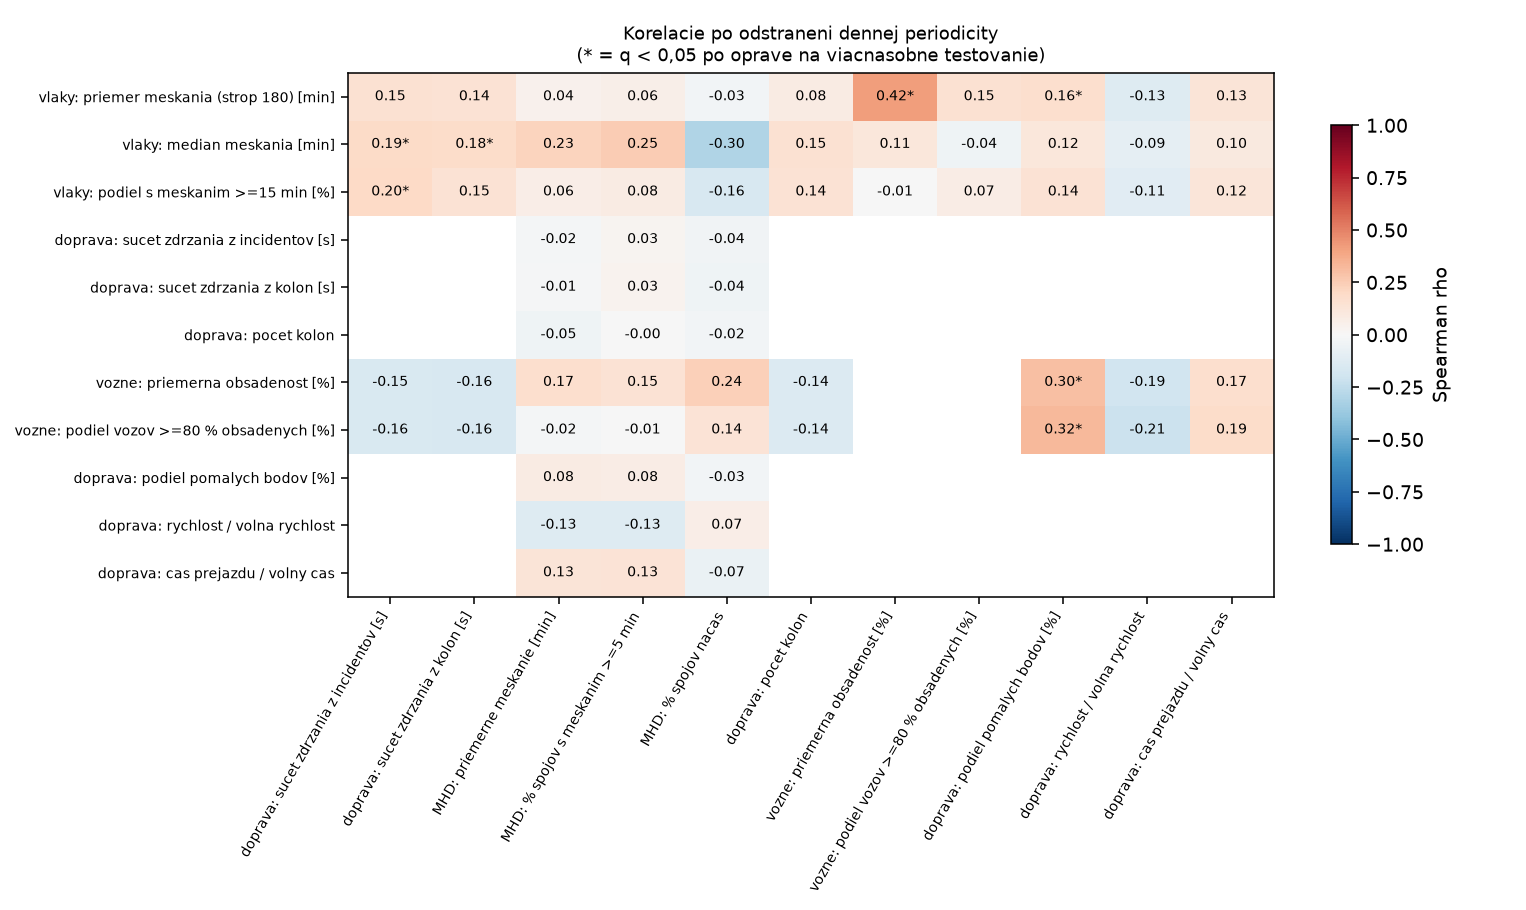 Korelacie po odstraneni dennej periodicity
(* = q < 0,05 po oprave na viacnasobne testovanie)
vlaky: priemer meskania (strop 180) [min] 0.15 0.14 0.04 0.06 -0.03 0.08 0.42* 0.15 0.16* -0.13 0.13
vlaky: median meskania [min] 0.19* 0.18* 0.23 0.25 -0.30 0.15 0.11 -0.04 0.12 -0.09 0.10
vlaky: podiel s meskanim >=15 min [%] 0.20* 0.15 0.06 0.08 -0.16 0.14 -0.01 0.07 0.14 -0.11 0.12
doprava: sucet zdrzania z incidentov [s] -0.02 0.03 -0.04
doprava: sucet zdrzania z kolon [s] -0.01 0.03 -0.04
doprava: pocet kolon -0.05 -0.00 -0.02
vozne: priemerna obsadenost [%] -0.15 -0.16 0.17 0.15 0.24 -0.14 0.30* -0.19 0.17
vozne: podiel vozov >=80 % obsadenych [%] -0.16 -0.16 -0.02 -0.01 0.14 -0.14 0.32* -0.21 0.19
doprava: podiel pomalych bodov [%] 0.08 0.08 -0.03
doprava: rychlost / volna rychlost -0.13 -0.13 0.07
doprava: cas prejazdu / volny cas 0.13 0.13 -0.07
doprava: sucet zdrzania z incidentov [s]
doprava: sucet zdrzania z kolon [s]
MHD: priemerne meskanie [min]
MHD: % spojov s meskanim >=5 min
MHD: % spojov nacas
doprava: pocet kolon
vozne: priemerna obsadenost [%]
vozne: podiel vozov >=80 % obsadenych [%]
doprava: podiel pomalych bodov [%]
doprava: rychlost / volna rychlost
doprava: cas prejazdu / volny cas
1.00
0.75
0.50
0.25
0.00
−0.25
−0.50
−0.75
−1.00
Spearman rho